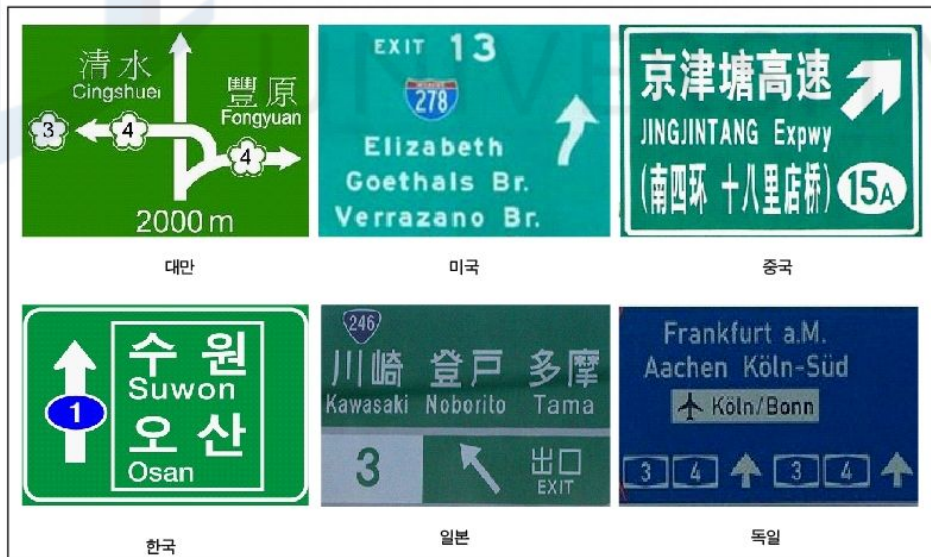 清水
Cingshuei
豐原
Fongyuan
3
4
4
2000m
대만
EXIT 13
INTERSTATE
278
Elizabeth
Goethals Br.
Verrazano Br.
미국
京津塘高速
JINGJINTANG Expwy
(南四环 十八里店桥) 15A
중국
1
수원
Suwon
오산
Osan
한국
246
川崎 登戸 多摩
Kawasaki Noborito Tama
3
出口
EXIT
일본
Frankfurt a.M.
Aachen Köln-Süd
Köln/Bonn
3 4 3 4
독일